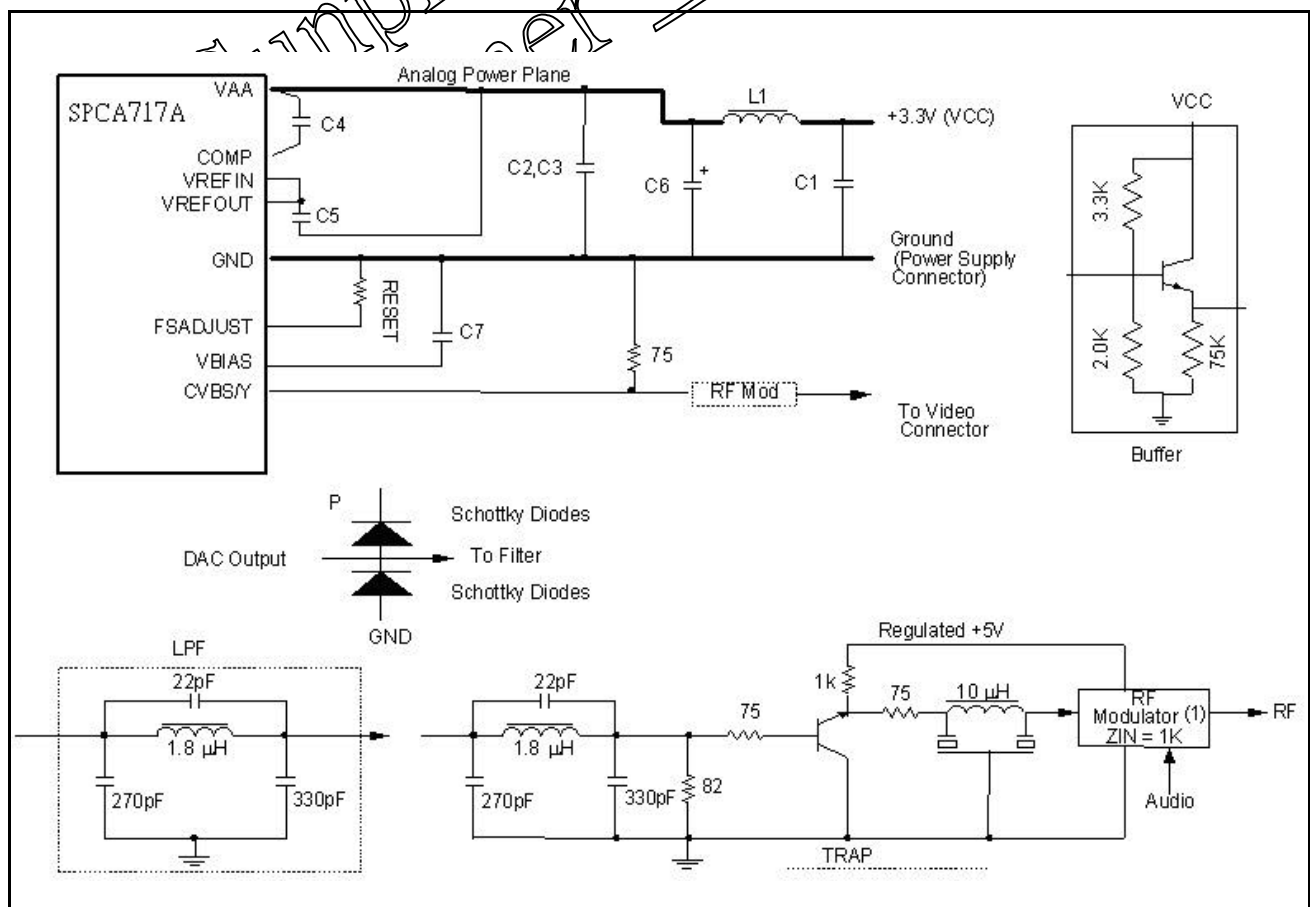 Analog Power Plane
VAA
SPCA717A
L1
+3.3V (VCC)
VCC
C4
COMP
C2,C3
C6
+
C1
VREFIN
VREFOUT
C5
3.3K
GND
Ground
(Power Supply
Connector)
RESET
FSADJUST
C7
VBIAS
75
2.0K
75K
CVBS/Y
RF Mod
To Video
Connector
Buffer
P
Schottky Diodes
DAC Output
To Filter
Schottky Diodes
GND
LPF
22pF
1.8 µH
270pF
330pF
22pF
1.8 µH
270pF
330pF
82
75
Regulated +5V
1k
75
10 µH
RF
Modulator (1)
ZIN = 1K
RF
Audio
TRAP